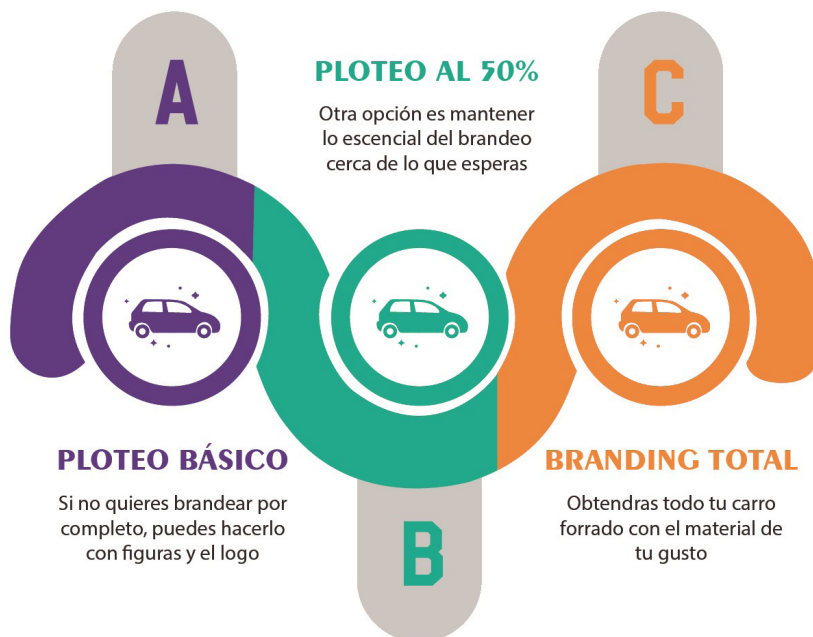 A
PLOTEO BÁSICO
Si no quieres brandear por
completo, puedes hacerlo
con figuras y el logo
PLOTEO AL 50%
Otra opción es mantener
lo escencial del brandeo
cerca de lo que esperas
B
C
BRANDING TOTAL
Obtendras todo tu carro
forrado con el material de
tu gusto